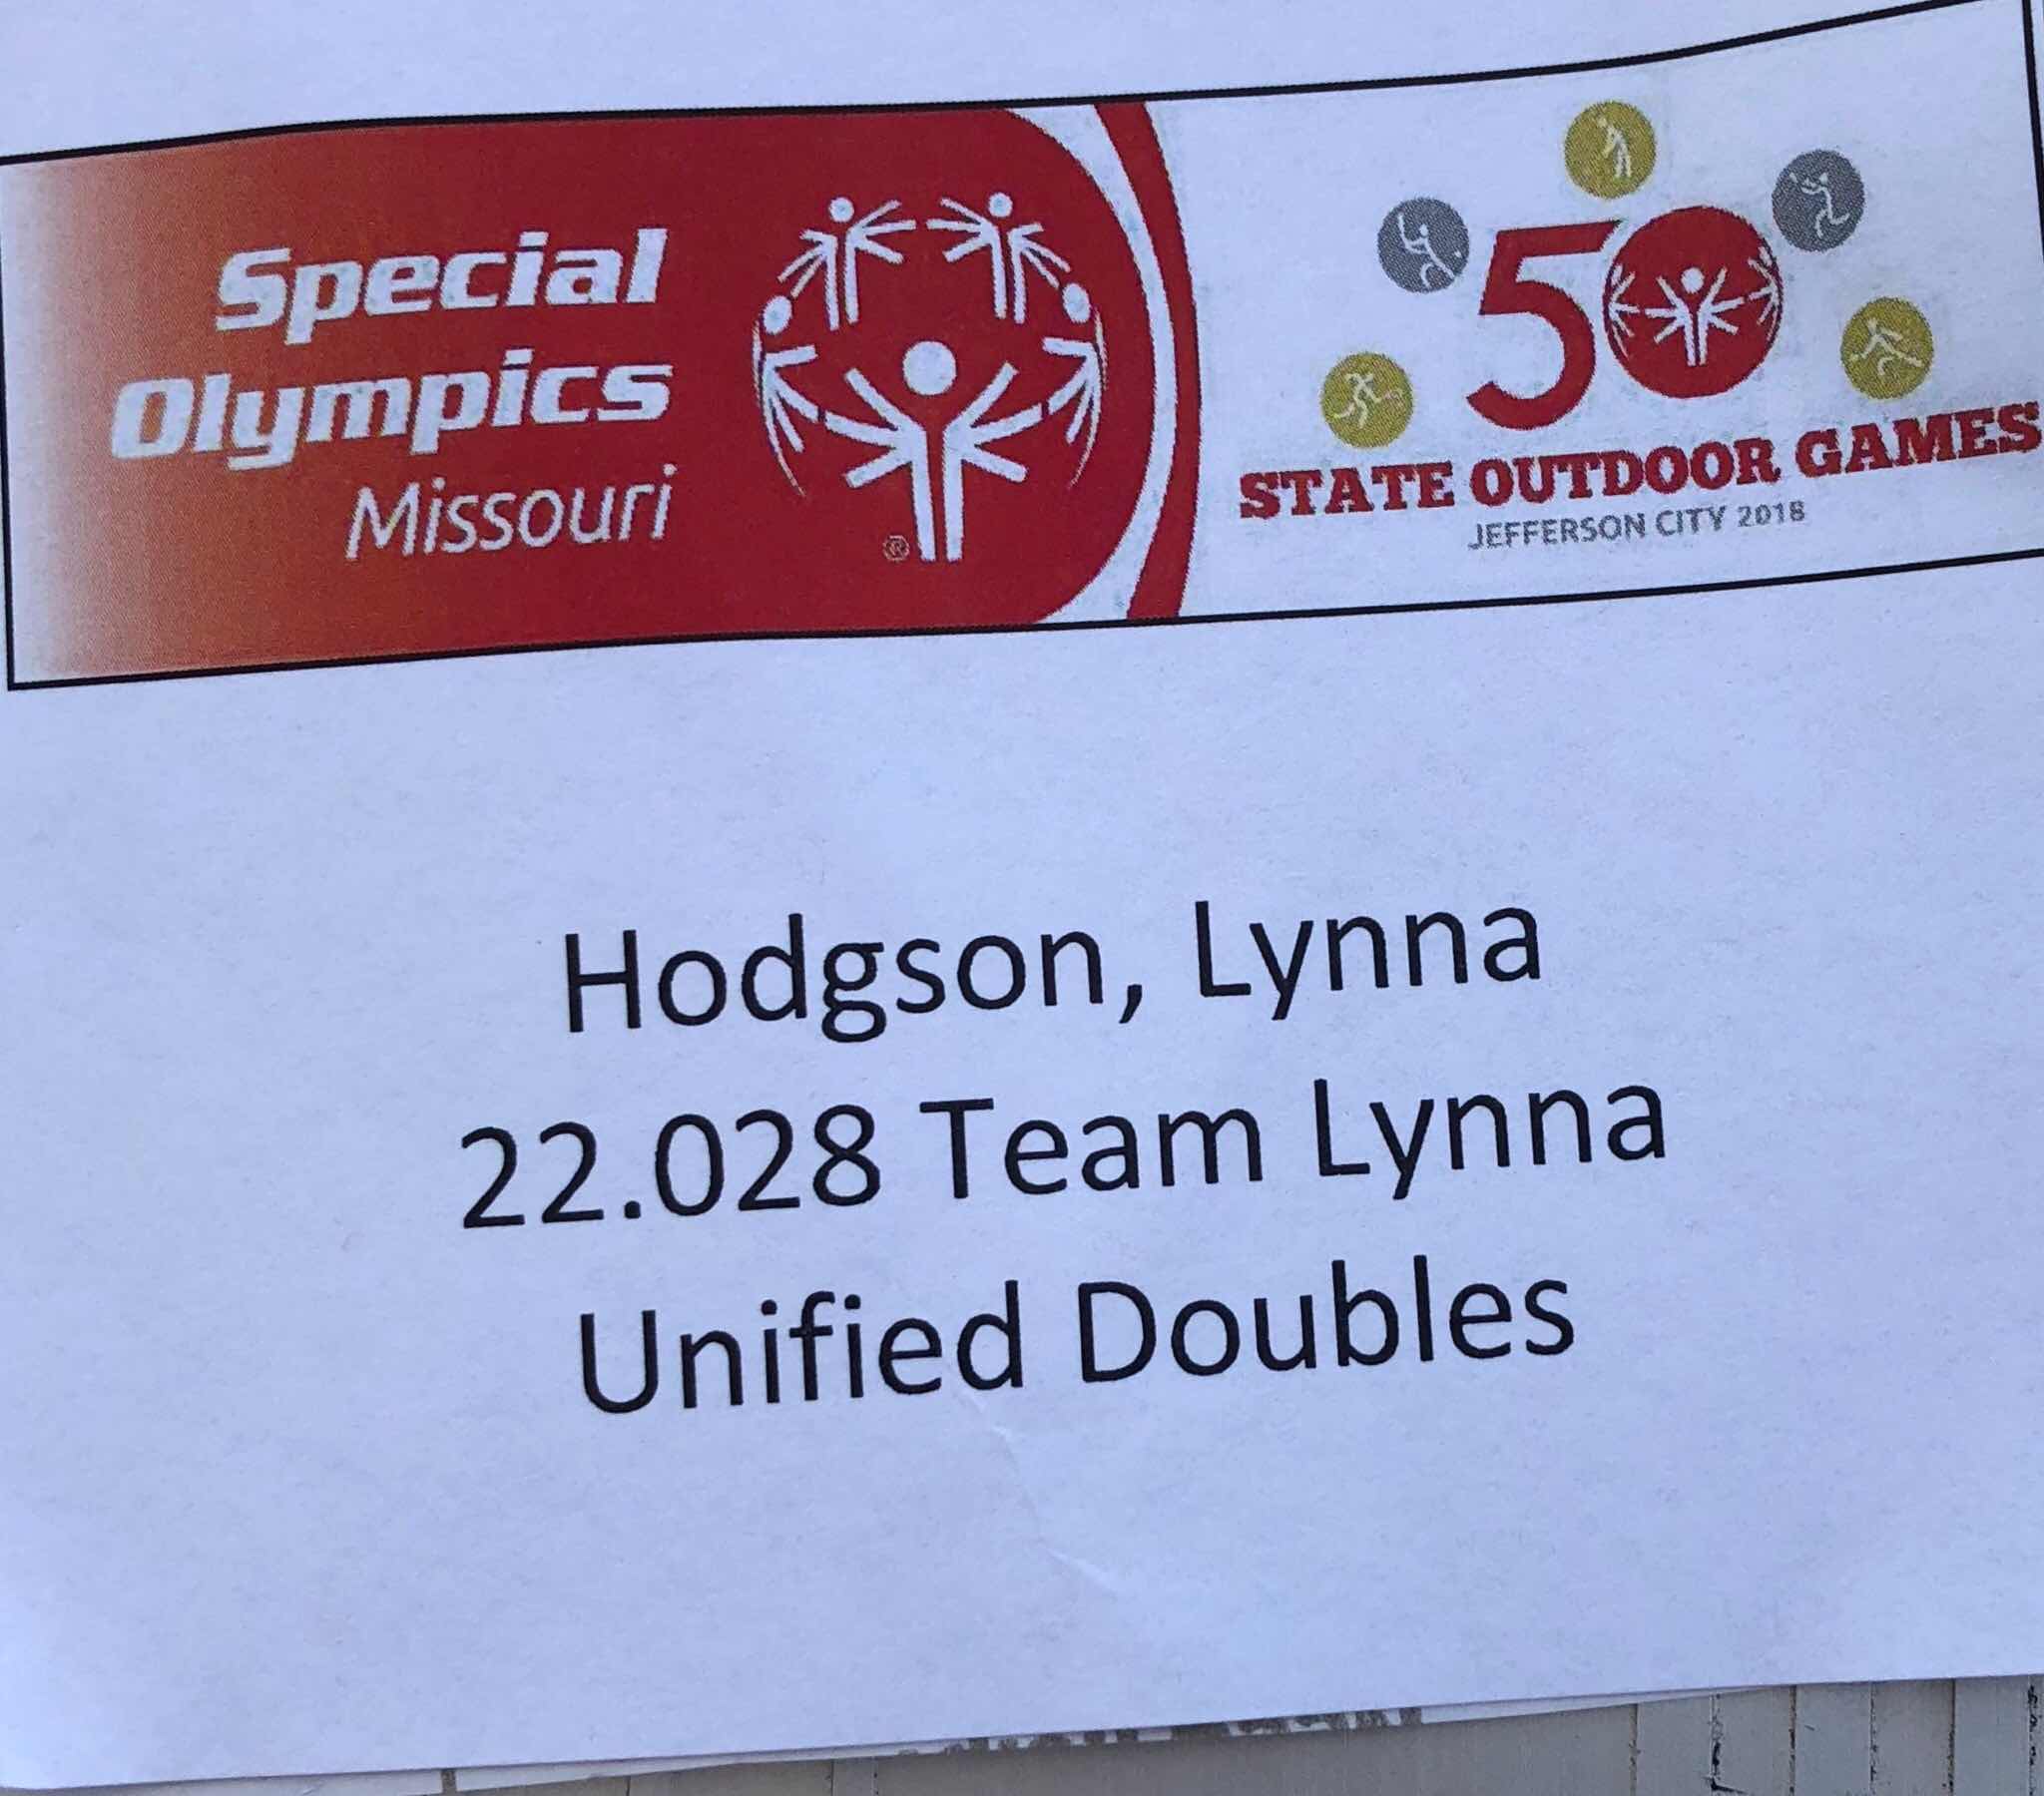 Special
Olympics
Missouri
®
50
STATE OUTDOOR GAMES
JEFFERSON CITY 2018
Hodgson, Lynna
22.028 Team Lynna
Unified Doubles